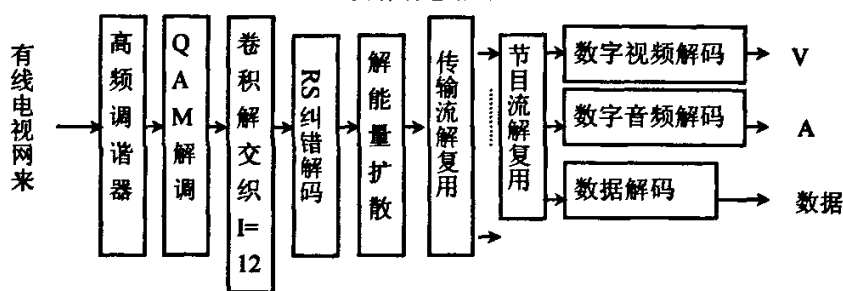 有线电视网来
高频调谐器
QAM解调
卷积解交织I=12
RS纠错解码
解能量扩散
传输流解复用
节目流解复用
数字视频解码
V
数字音频解码
A
数据解码
数据